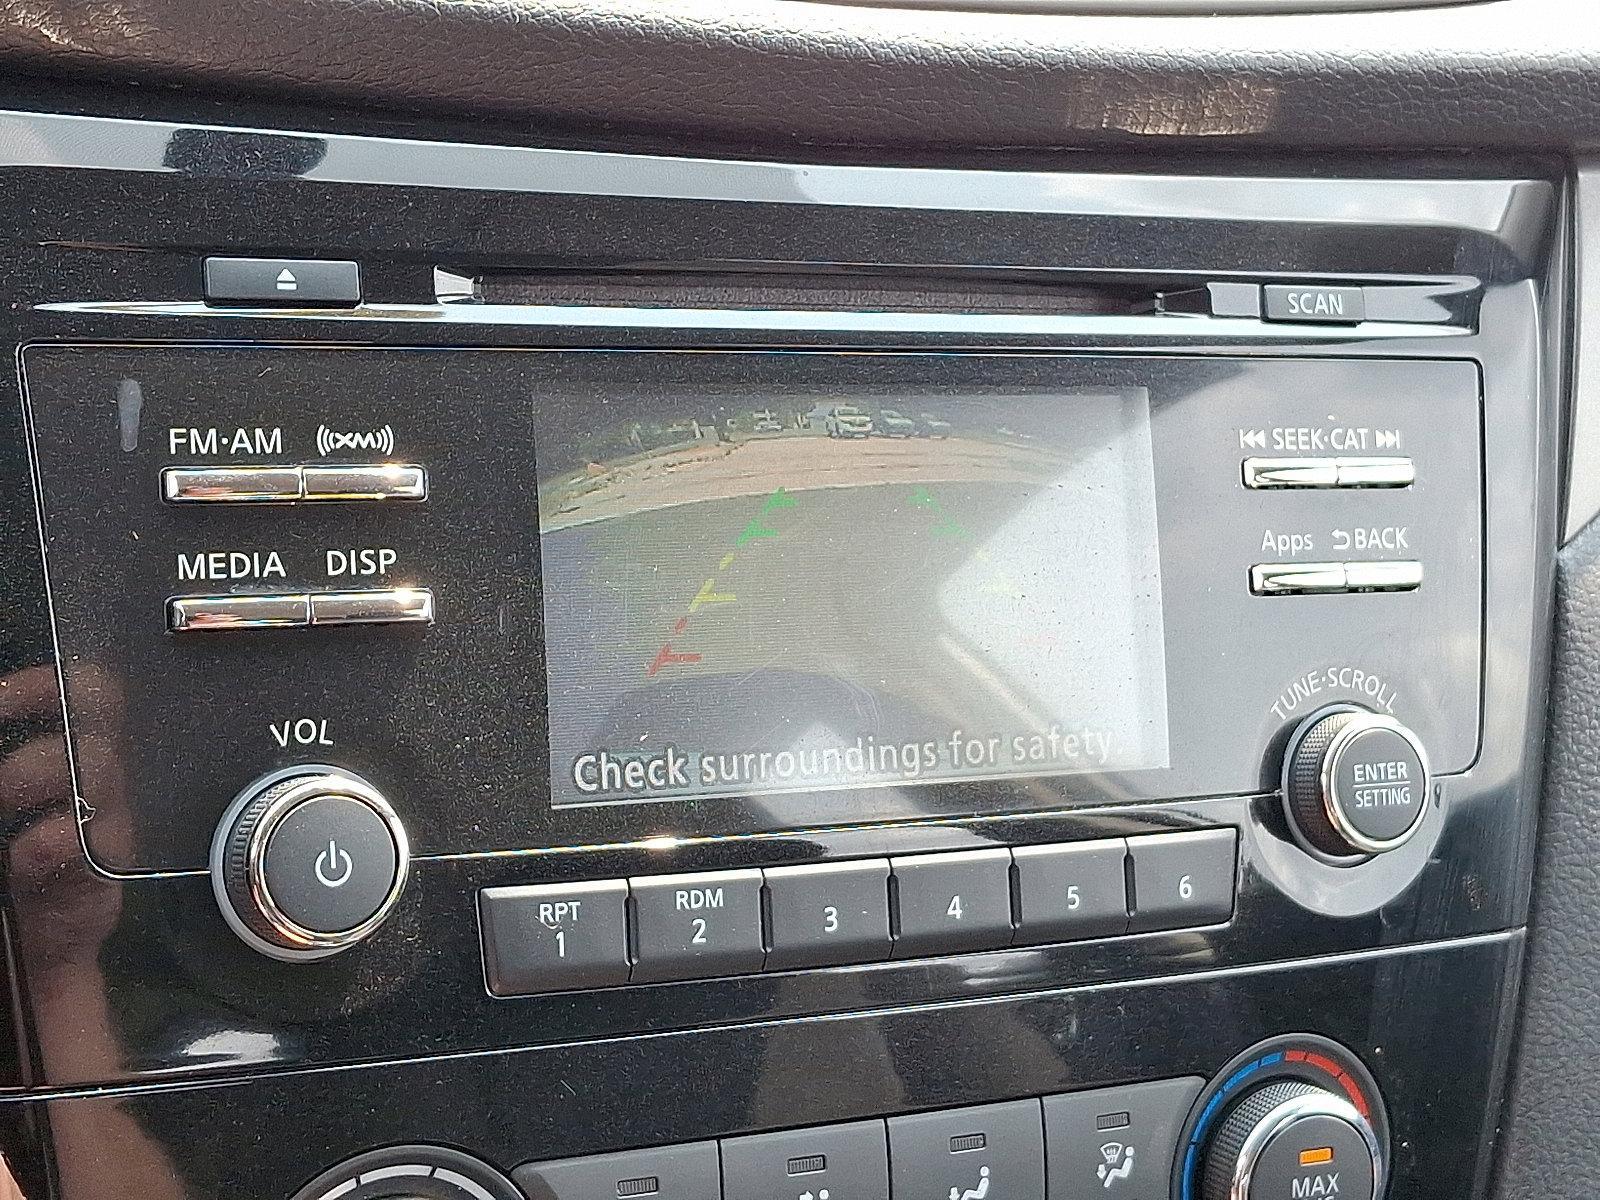 SCAN
FM·AM XM
SEEK·CAT
MEDIA DISP
Apps BACK
TUNE·SCROLL
VOL
Check surroundings for safety.
ENTER
SETTING
RPT
1
RDM
2
3
4
5
6
MAX